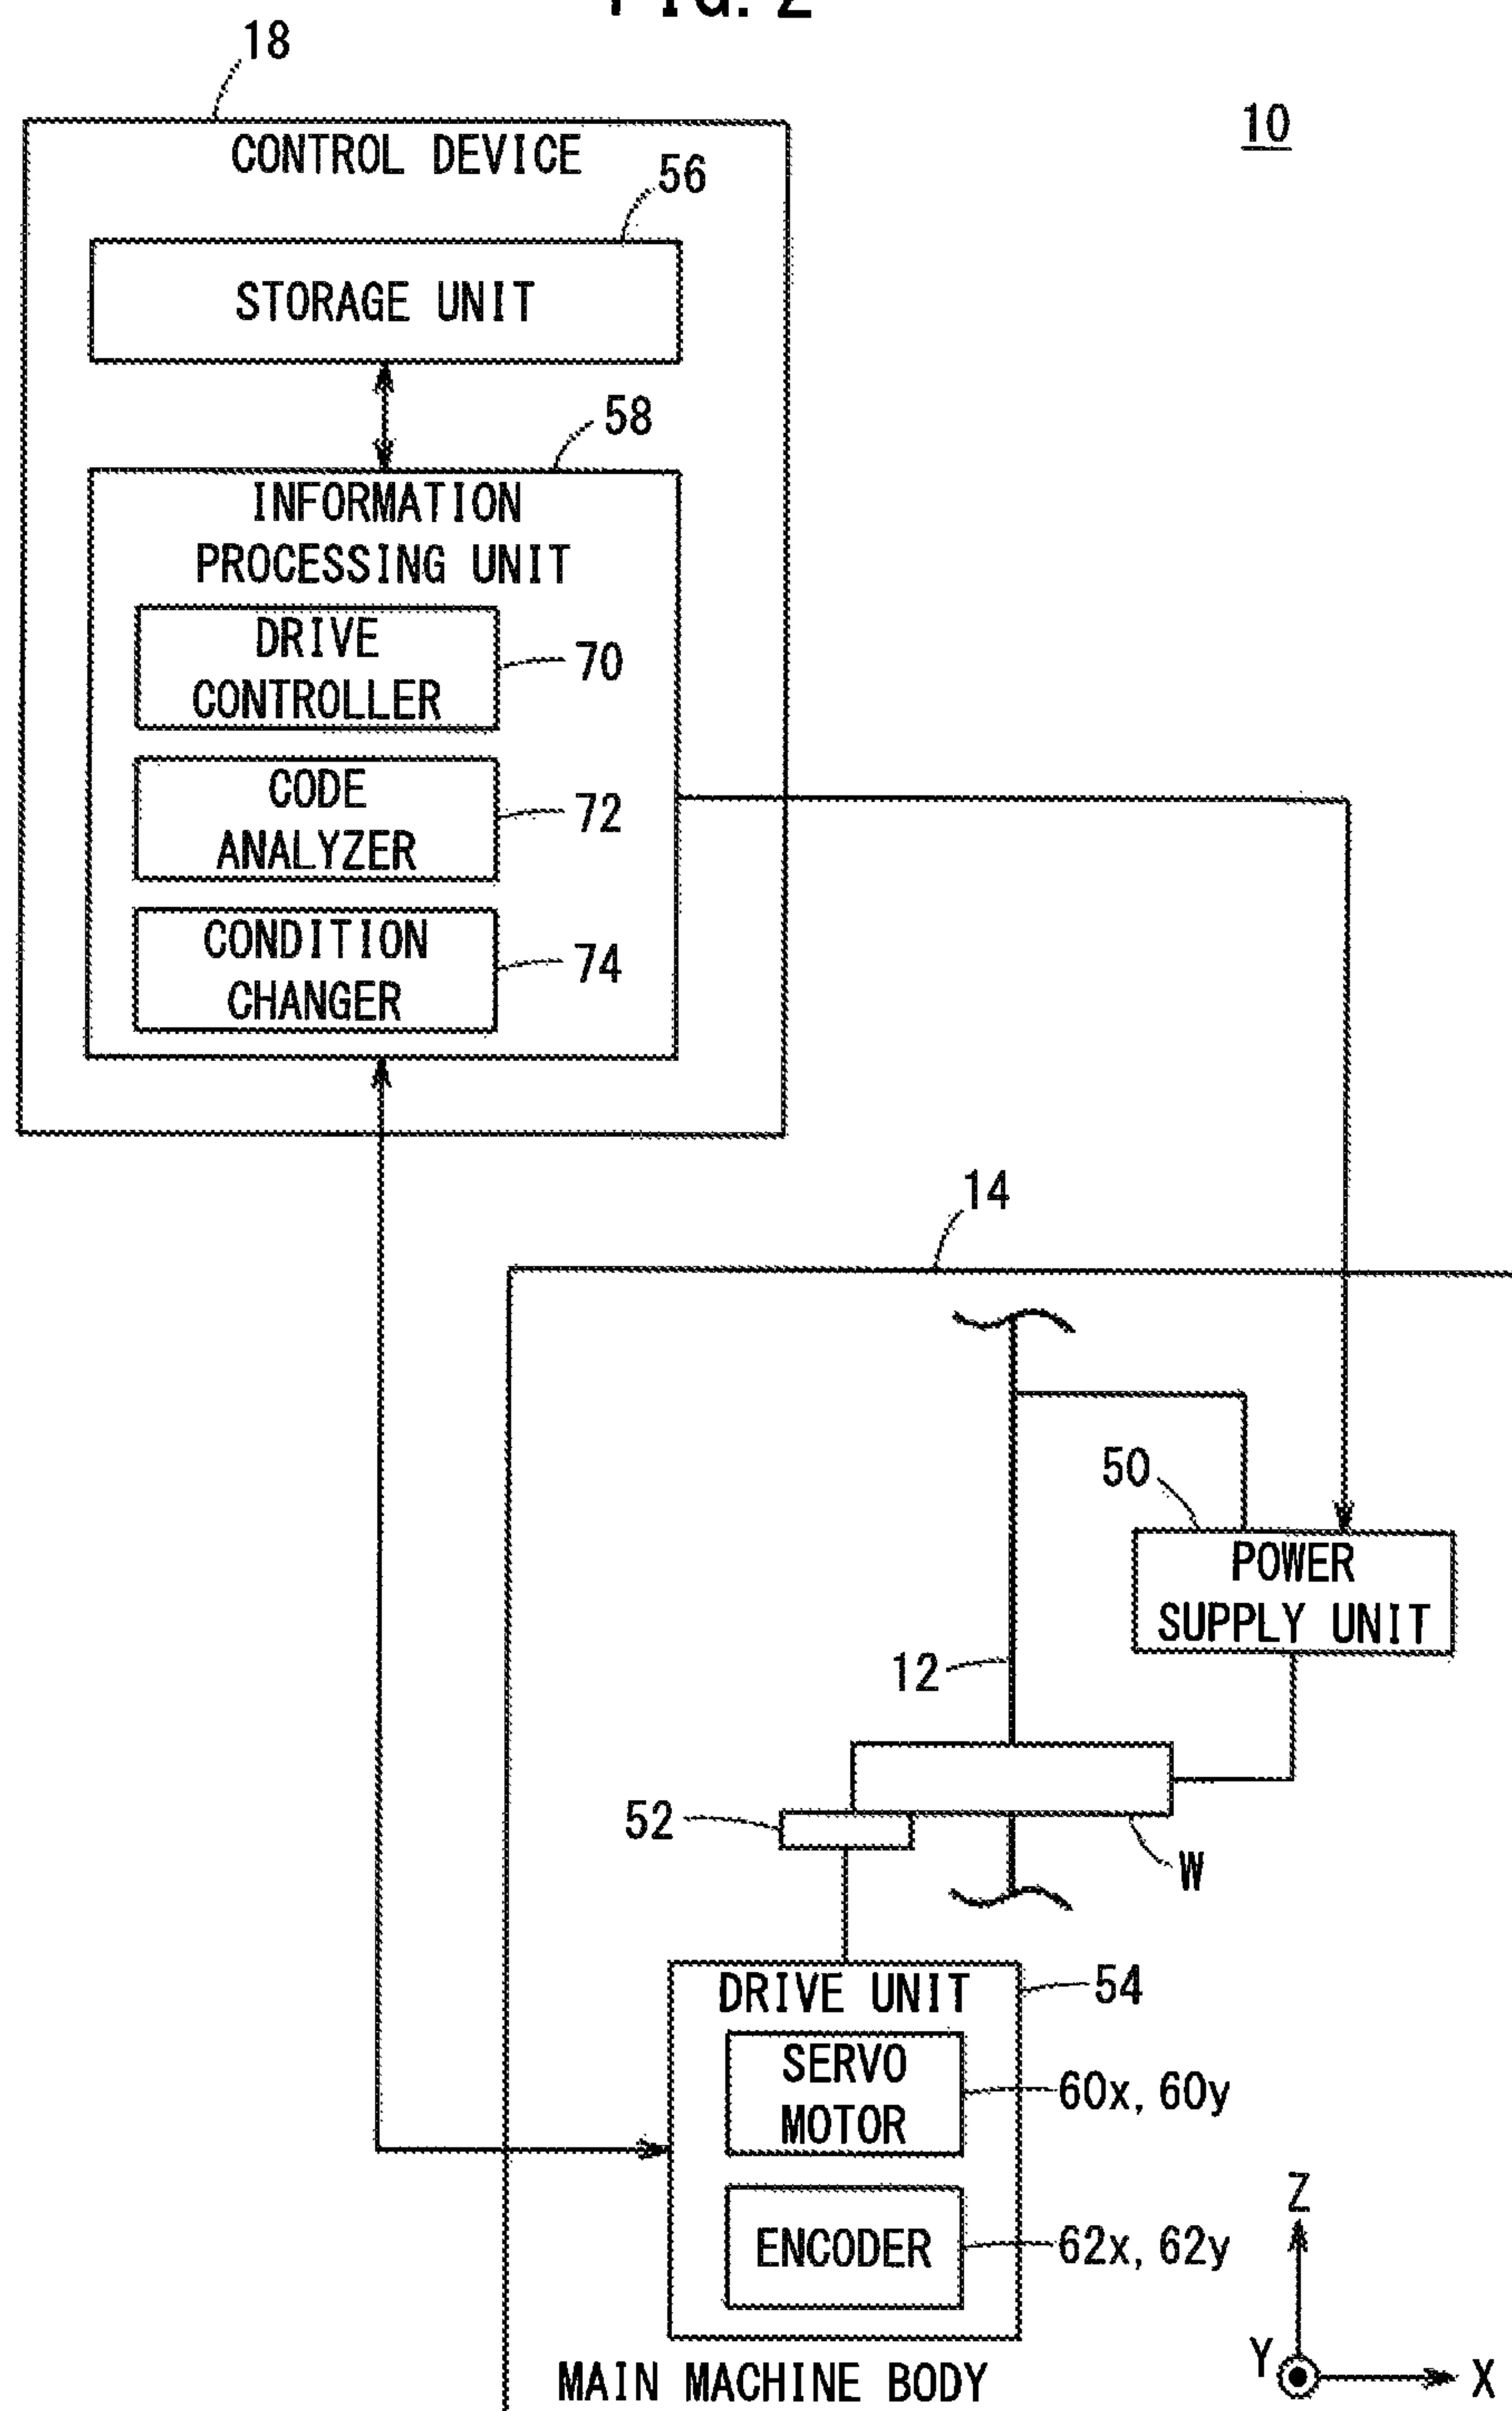 FIG. 2
18
10
CONTROL DEVICE
56
STORAGE UNIT
58
INFORMATION
PROCESSING UNIT
DRIVE
CONTROLLER
70
CODE
ANALYZER
72
CONDITION
CHANGER
74
14
50
POWER
SUPPLY UNIT
12
52
W
DRIVE UNIT
54
SERVO
MOTOR
60x, 60y
ENCODER
62x, 62y
Z
Y
X
MAIN MACHINE BODY